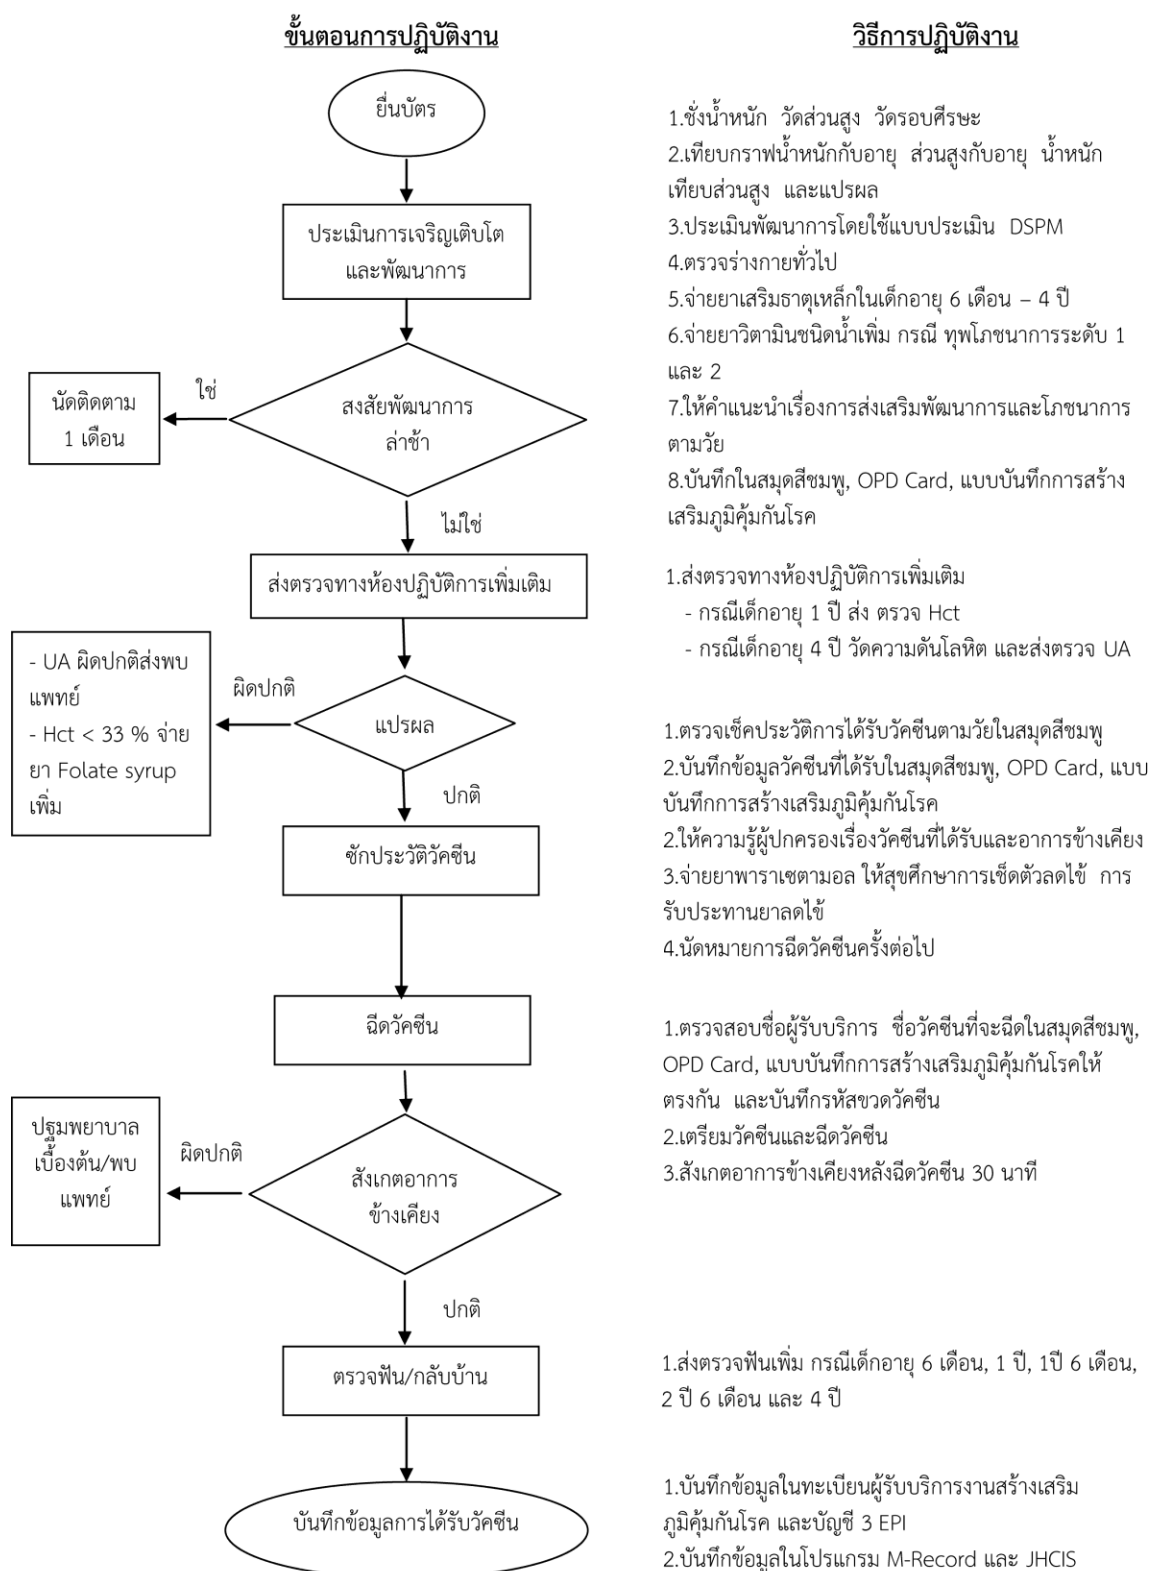 ขั้นตอนการปฏิบัติงาน
วิธีการปฏิบัติงาน
ยื่นบัตร
1.ชั่งน้ำหนัก วัดส่วนสูง วัดรอบศีรษะ
2.เทียบกราฟน้ำหนักกับอายุ ส่วนสูงกับอายุ น้ำหนัก
เทียบส่วนสูง และแปรผล
3.ประเมินพัฒนาการโดยใช้แบบประเมิน DSPM
4.ตรวจร่างกายทั่วไป
5.จ่ายยาเสริมธาตุเหล็กในเด็กอายุ 6 เดือน – 4 ปี
6.จ่ายยาวิตามินชนิดน้ำเพิ่ม กรณี ทุพโภชนาการระดับ 1
และ 2
7.ให้คำแนะนำเรื่องการส่งเสริมพัฒนาการและโภชนาการ
ตามวัย
8.บันทึกในสมุดสีชมพู, OPD Card, แบบบันทึกการสร้าง
เสริมภูมิคุ้มกันโรค
ประเมินการเจริญเติบโต
และพัฒนาการ
สงสัยพัฒนาการ
ล่าช้า
ใช่
นัดติดตาม
1 เดือน
ไม่ใช่
ส่งตรวจทางห้องปฏิบัติการเพิ่มเติม
1.ส่งตรวจทางห้องปฏิบัติการเพิ่มเติม
- กรณีเด็กอายุ 1 ปี ส่ง ตรวจ Hct
- กรณีเด็กอายุ 4 ปี วัดความดันโลหิต และส่งตรวจ UA
แปรผล
ผิดปกติ
- UA ผิดปกติส่งพบ
แพทย์
- Hct < 33 % จ่าย
ยา Folate syrup
เพิ่ม
ปกติ
ซักประวัติวัคซีน
1.ตรวจเช็คประวัติการได้รับวัคซีนตามวัยในสมุดสีชมพู
2.บันทึกข้อมูลวัคซีนที่ได้รับในสมุดสีชมพู, OPD Card, แบบ
บันทึกการสร้างเสริมภูมิคุ้มกันโรค
2.ให้ความรู้ผู้ปกครองเรื่องวัคซีนที่ได้รับและอาการข้างเคียง
3.จ่ายยาพาราเซตามอล ให้สุขศึกษาการเช็ดตัวลดไข้ การ
รับประทานยาลดไข้
4.นัดหมายการฉีดวัคซีนครั้งต่อไป
ฉีดวัคซีน
1.ตรวจสอบชื่อผู้รับบริการ ชื่อวัคซีนที่จะฉีดในสมุดสีชมพู,
OPD Card, แบบบันทึกการสร้างเสริมภูมิคุ้มกันโรคให้
ตรงกัน และบันทึกรหัสขวดวัคซีน
2.เตรียมวัคซีนและฉีดวัคซีน
3.สังเกตอาการข้างเคียงหลังฉีดวัคซีน 30 นาที
สังเกตอาการ
ข้างเคียง
ผิดปกติ
ปฐมพยาบาล
เบื้องต้น/พบ
แพทย์
ปกติ
ตรวจฟัน/กลับบ้าน
1.ส่งตรวจฟันเพิ่ม กรณีเด็กอายุ 6 เดือน, 1 ปี, 1ปี 6 เดือน,
2 ปี 6 เดือน และ 4 ปี
บันทึกข้อมูลการได้รับวัคซีน
1.บันทึกข้อมูลในทะเบียนผู้รับบริการงานสร้างเสริม
ภูมิคุ้มกันโรค และบัญชี 3 EPI
2.บันทึกข้อมูลในโปรแกรม M-Record และ JHCIS